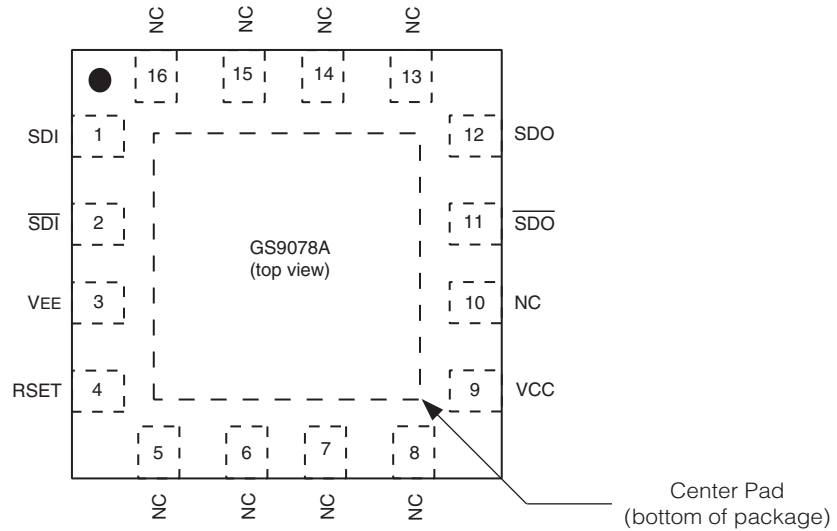 NC NC NC NC
16 15 14 13
SDI 1 12 SDO
S̅D̅I̅ 2 11 S̅D̅O̅
GS9078A
(top view)
VEE 3 10 NC
RSET 4 9 VCC
5 6 7 8
NC NC NC NC
Center Pad
(bottom of package)